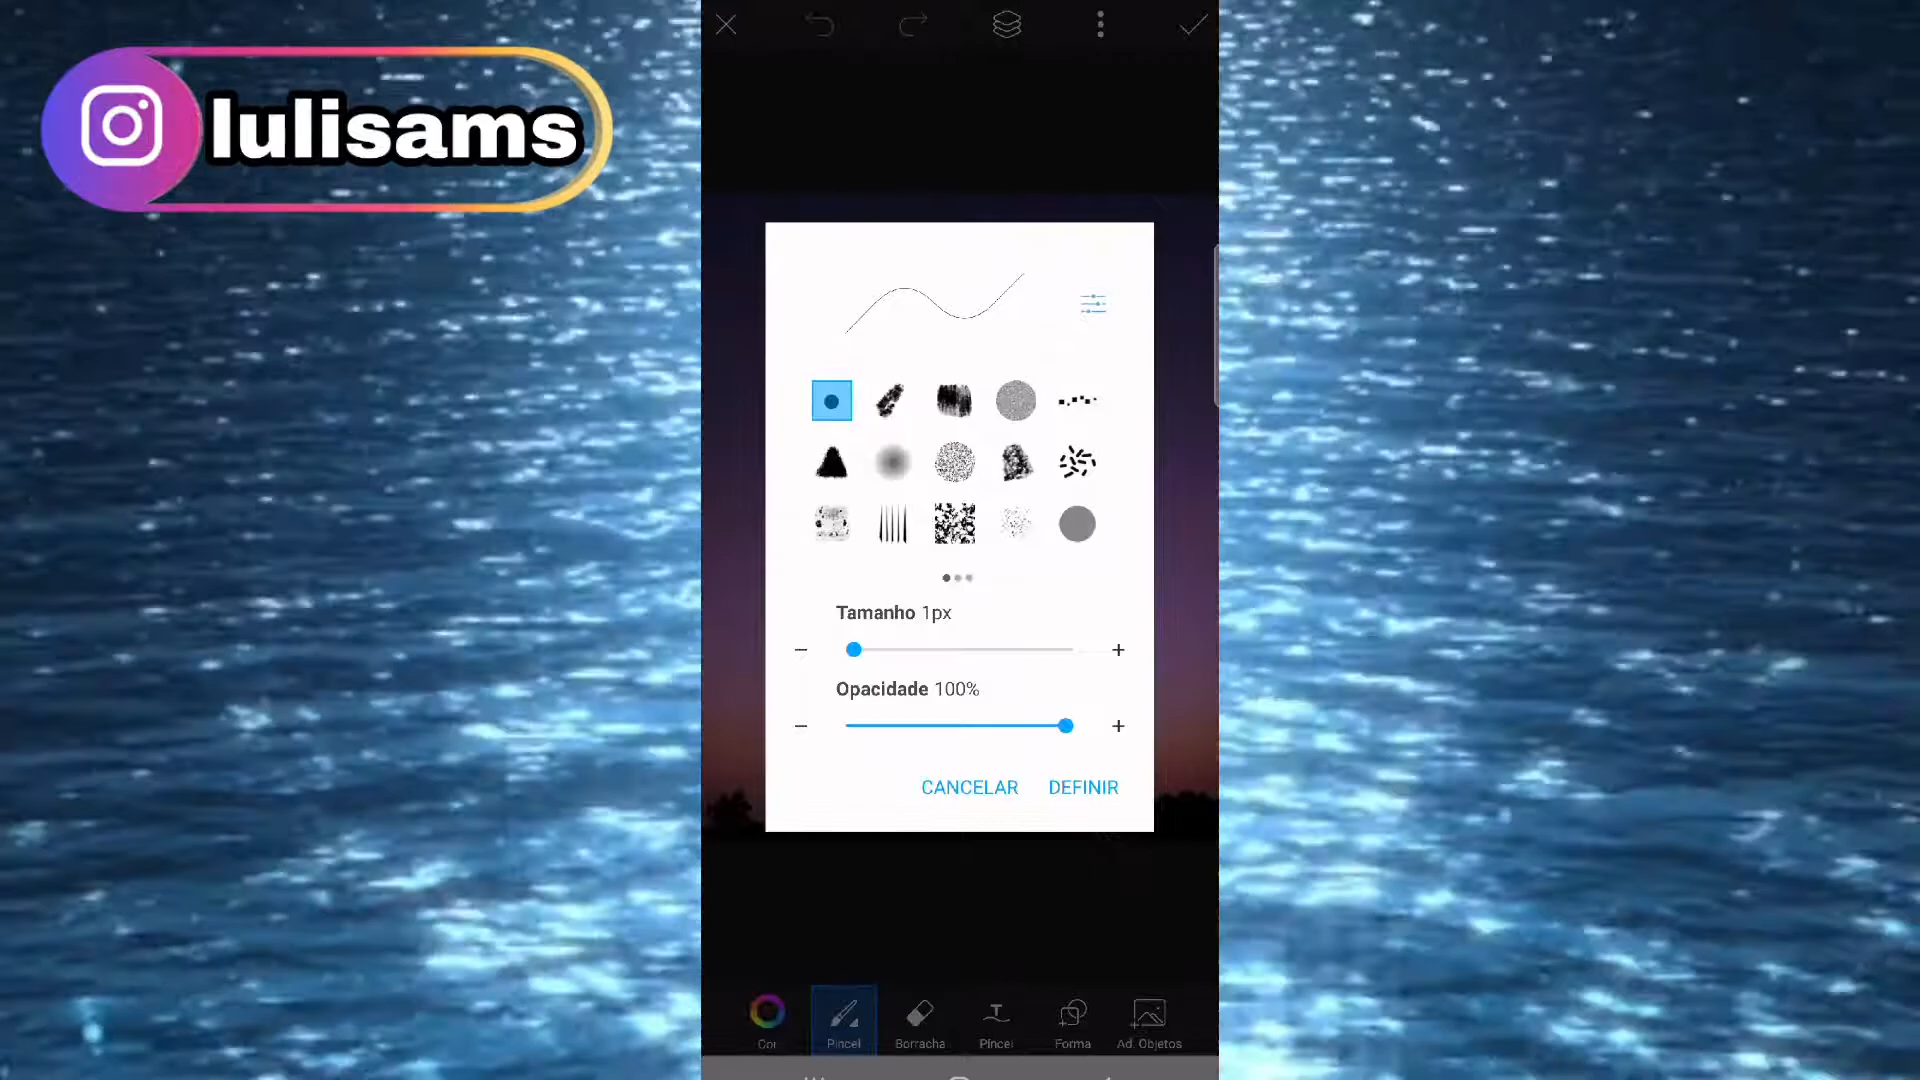 lulisams
Tamanho 1px
Opacidade 100%
CANCELAR DEFINIR
Cor Pincel Borracha Pincel Forma Ad. Objetos